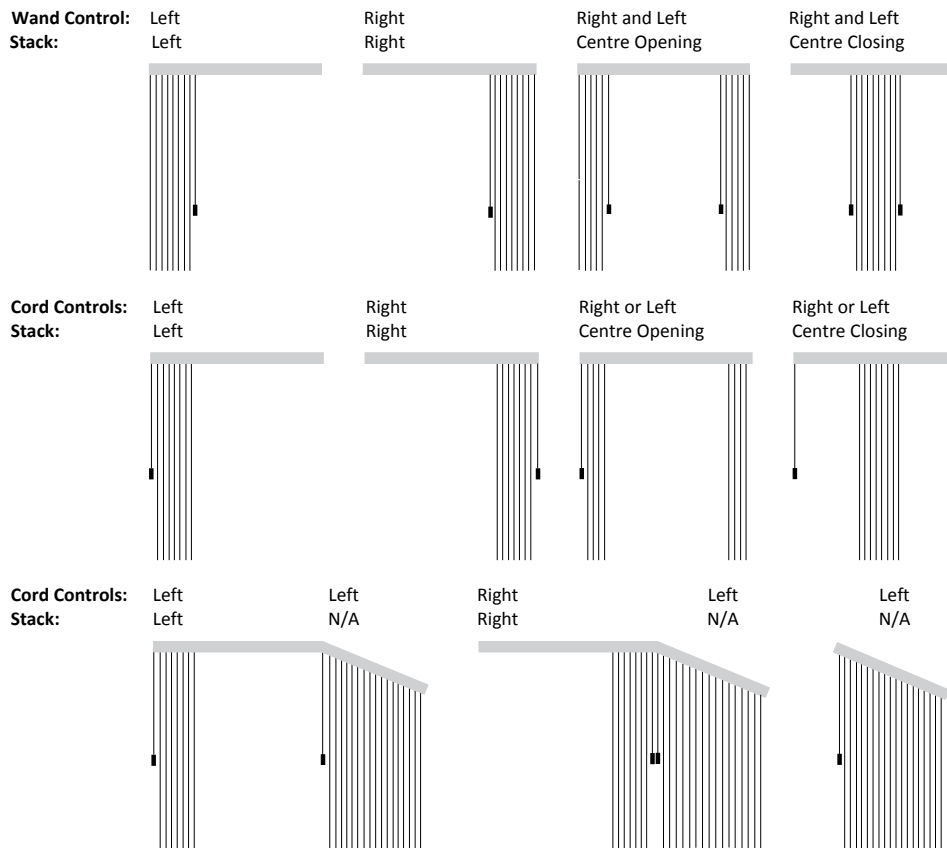 Wand Control: Left Right Right and Left Right and Left
Stack: Left Right Centre Opening Centre Closing
Cord Controls: Left Right Right or Left Right or Left
Stack: Left Right Centre Opening Centre Closing
Cord Controls: Left Left Right Left Left
Stack: Left N/A Right N/A N/A